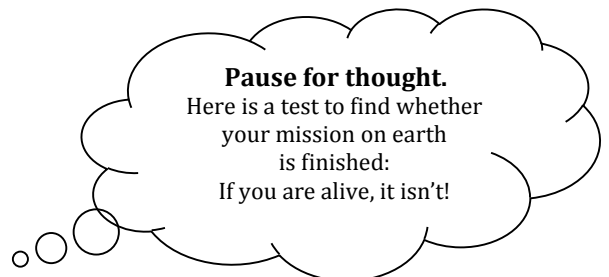 Pause for thought.
Here is a test to find whether
your mission on earth
is finished:
If you are alive, it isn’t!